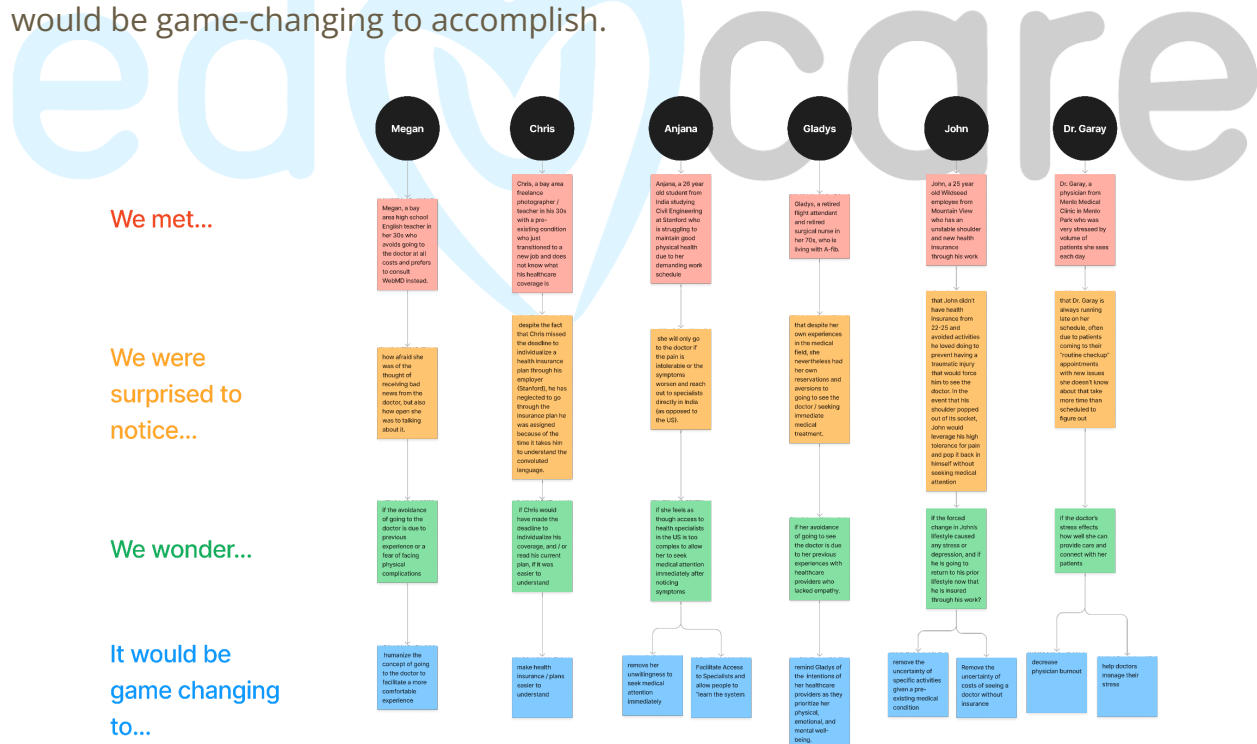 would be game-changing to accomplish.
ed care
Megan
Chris
Anjana
Gladys
John
Dr. Garay
We met...
Megan, a bay
area high school
English teacher in
her 30s who
avoids going to
the doctor at all
costs and prefers
to consult
WebMD instead.
Chris, a bay area
freelance
photographer /
teacher in his 30s
with a pre-
existing condition
who just
transitioned to a
new job and does
not know what
his healthcare
coverage is
Anjana, a 26 year
old student from
India studying
Civil Engineering
at Stanford who
is struggling to
maintain good
physical health
due to her
demanding work
schedule
Gladys, a retired
flight attendant
and retired
surgical nurse in
her 70s, who is
living with A-fib.
John, a 25 year
old Wildseed
employee from
Mountain View
who has an
unstable shoulder
and new health
insurance
through his work
Dr. Garay, a
physician from
Menlo Medical
Clinic is Menlo
Park who was
very stressed by
volume of
patients she sees
each day
We were
surprised to
notice...
how afraid she
was of the
thought of
receiving bad
news from the
doctor, but also
how open she
was to talking
about it.
despite the fact
that Chris missed
the deadline to
individualize a
health insurance
plan through his
employer
(Stanford), he has
neglected to go
through the
insurance plan he
was assigned
because of the
time it takes him
to understand the
convoluted
language.
she will only go
to the doctor if
the pain is
intolerable or the
symptoms
worsen and reach
out to specialists
directly in India
(as opposed to
the US).
that despite her
own experiences
in the medical
field, she
nevertheless had
her own
reservations and
aversions to
going to see the
doctor / seeking
immediate
medical
treatment.
that John didn't
have health
insurance from
22-25 and
avoided activities
he loved doing to
prevent having a
traumatic injury
that would force
him to see the
doctor. In the
event that his
shoulder popped
out of its socket,
John would
leverage his high
tolerance for pain
and pop it back in
himself without
seeking medical
attention
that Dr. Garay is
always running
late on her
schedule, often
due to patients
coming to their
"routine checkup"
appointments
with new issues
she doesn't know
about that take
more time than
scheduled to
figure out
We wonder...
if the avoidance
of going to the
doctor is due to
previous
experience or a
fear of facing
physical
complications
if Chris would
have made the
deadline to
individualize his
coverage, and / or
read his current
plan, if it was
easier to
understand
if she feels as
though access to
health specialists
in the US is too
complex to allow
her to seek
medical attention
immediately after
noticing
symptoms
if her avoidance
of going to see
the doctor is due
to her previous
experiences with
healthcare
providers who
lacked empathy.
if the forced
change in John's
lifestyle caused
any stress or
depression, and if
he is going to
return to his prior
lifestyle now that
he is insured
through his work?
if the doctor's
stress effects
how well she can
provide care and
connect with her
patients
It would be
game changing
to...
humanize the
concept of going
to the doctor to
facilitate a more
comfortable
experience
make health
insurance / plans
easier to
understand
remove her
unwillingness to
seek medical
attention
immediately
Facilitate Access
to Specialists and
allow people to
"learn the system
remind Gladys of
the intentions of
her healthcare
providers as they
prioritize her
physical,
emotional, and
mental well-
being.
remove the
uncertainty of
specific activities
given a pre-
existing medical
condition
Remove the
uncertainty of
costs of seeing a
doctor without
insurance
decrease
physician burnout
help doctors
manage their
stress